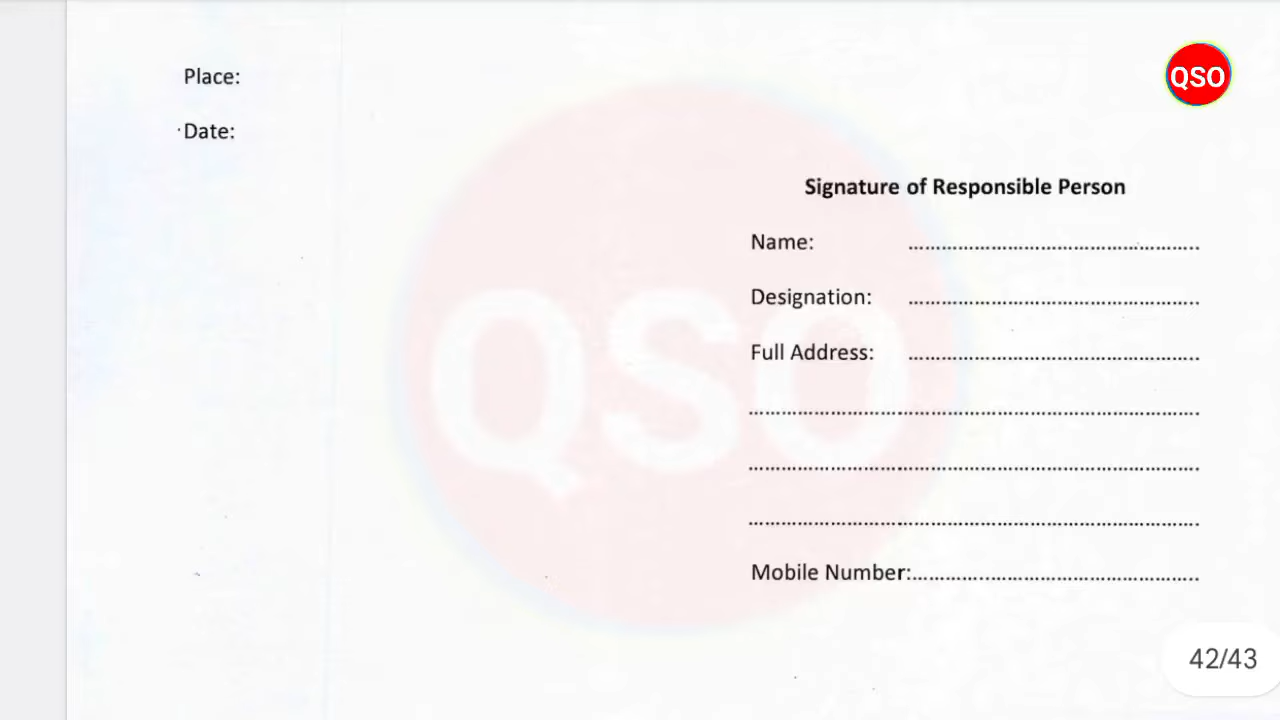 QSO
Place:
Date:
QSO
Signature of Responsible Person
Name: ........................................................
Designation: ........................................................
Full Address: ........................................................
........................................................................................
........................................................................................
........................................................................................
Mobile Number:........................................................
42/43